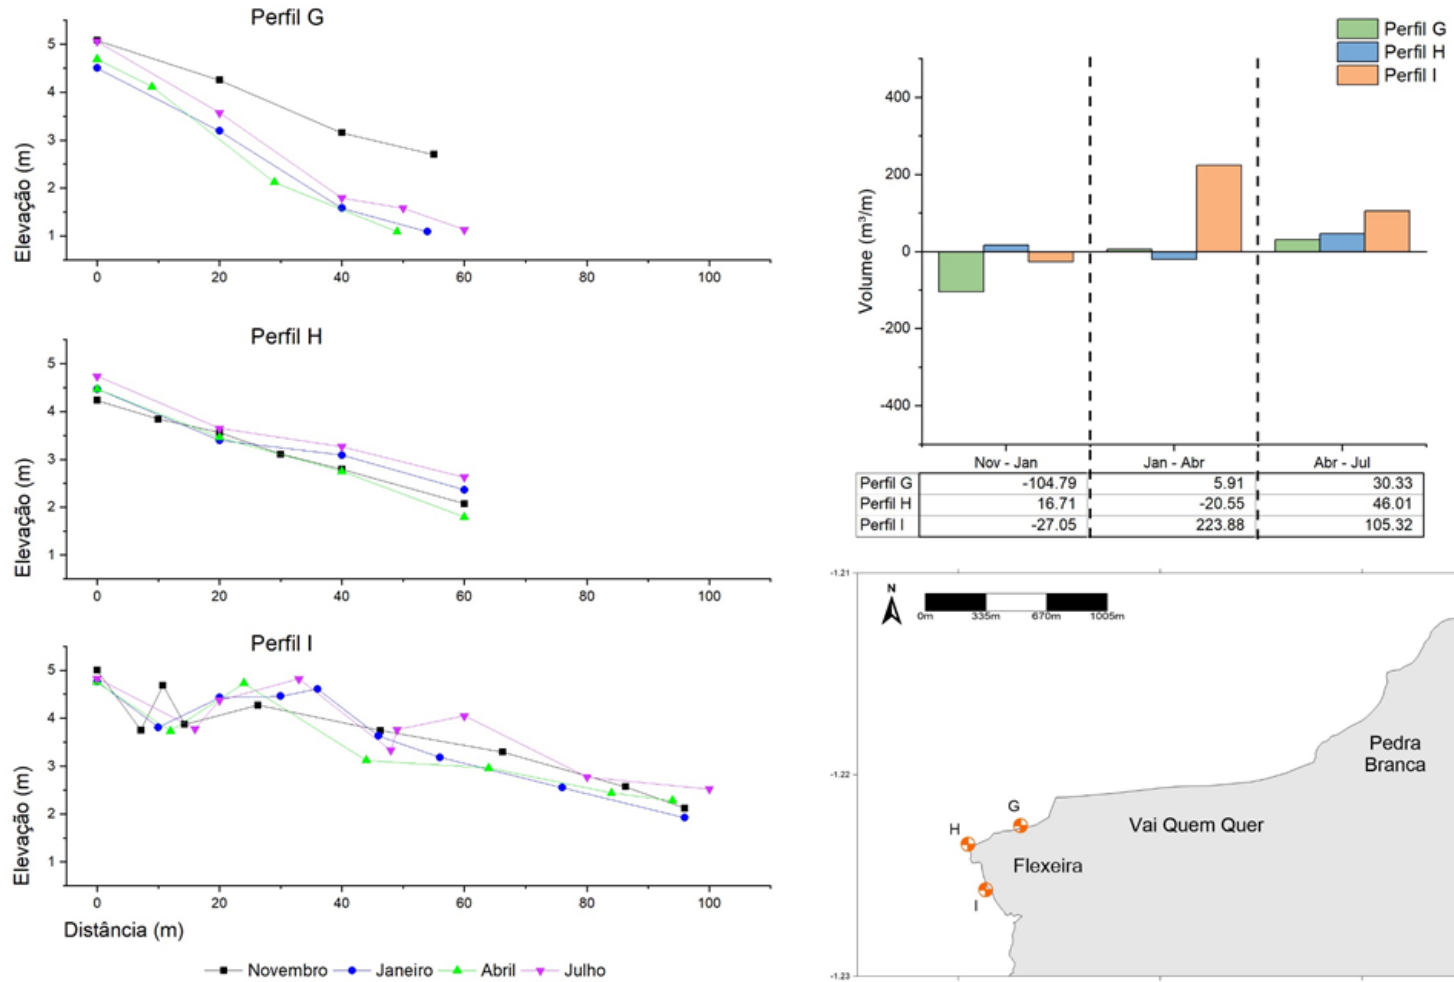 Perfil G
5
4
3
2
1
Elevação (m)
0 20 40 60 80 100
Perfil H
5
4
3
2
1
Elevação (m)
0 20 40 60 80 100
Perfil I
5
4
3
2
1
Elevação (m)
0 20 40 60 80 100
Distância (m)
Novembro Janeiro Abril Julho
Perfil G
Perfil H
Perfil I
400
200
0
-200
-400
Volume (m³/m)
Nov - Jan Jan - Abr Abr - Jul
Perfil G -104.79 5.91 30.33
Perfil H 16.71 -20.55 46.01
Perfil I -27.05 223.88 105.32
-1.21
N
0m 335m 670m 1005m
Pedra
Branca
-1.22
G
Vai Quem Quer
H
Flexeira
I
-1.23